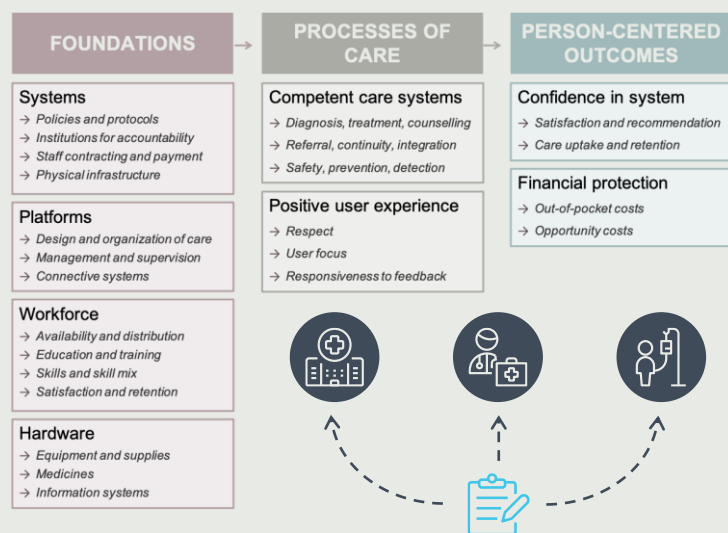 FOUNDATIONS
Systems
→ Policies and protocols
→ Institutions for accountability
→ Staff contracting and payment
→ Physical infrastructure
Platforms
→ Design and organization of care
→ Management and supervision
→ Connective systems
Workforce
→ Availability and distribution
→ Education and training
→ Skills and skill mix
→ Satisfaction and retention
Hardware
→ Equipment and supplies
→ Medicines
→ Information systems
PROCESSES OF
CARE
Competent care systems
→ Diagnosis, treatment, counselling
→ Referral, continuity, integration
→ Safety, prevention, detection
Positive user experience
→ Respect
→ User focus
→ Responsiveness to feedback
PERSON-CENTERED
OUTCOMES
Confidence in system
→ Satisfaction and recommendation
→ Care uptake and retention
Financial protection
→ Out-of-pocket costs
→ Opportunity costs